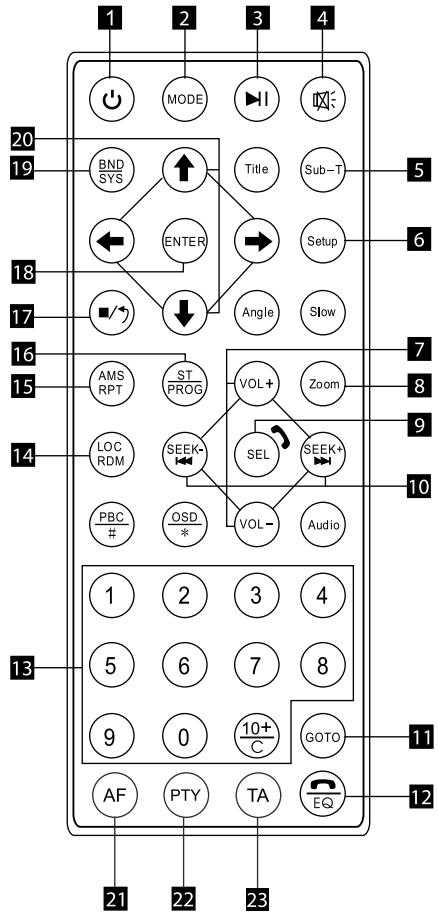 1 2 3 4
MODE
20
19 BND Title Sub-T 5
SYS
18 ENTER Setup 6
17 Angle Slow
16 7
15 AMS ST VOL+ Zoom 8
RPT PROG
9
14 LOC SEEK- SEL SEEK+
RDM
10
PBC OSD VOL- Audio
# *
1 2 3 4
13 5 6 7 8
9 0 10+ GOTO 11
C
AF PTY TA EQ 12
21 22 23